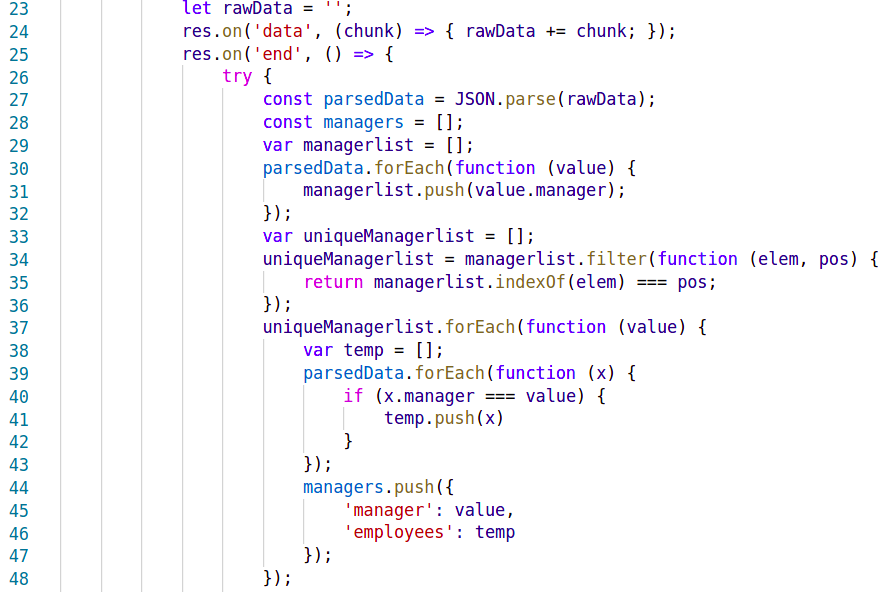 23 let rawData = '';
24 res.on('data', (chunk) => { rawData += chunk; });
25 res.on('end', () => {
26 try {
27 const parsedData = JSON.parse(rawData);
28 const managers = [];
29 var managerlist = [];
30 parsedData.forEach(function (value) {
31 managerlist.push(value.manager);
32 });
33 var uniqueManagerlist = [];
34 uniqueManagerlist = managerlist.filter(function (elem, pos) {
35 return managerlist.indexOf(elem) === pos;
36 });
37 uniqueManagerlist.forEach(function (value) {
38 var temp = [];
39 parsedData.forEach(function (x) {
40 if (x.manager === value) {
41 temp.push(x)
42 }
43 });
44 managers.push({
45 'manager': value,
46 'employees': temp
47 });
48 });